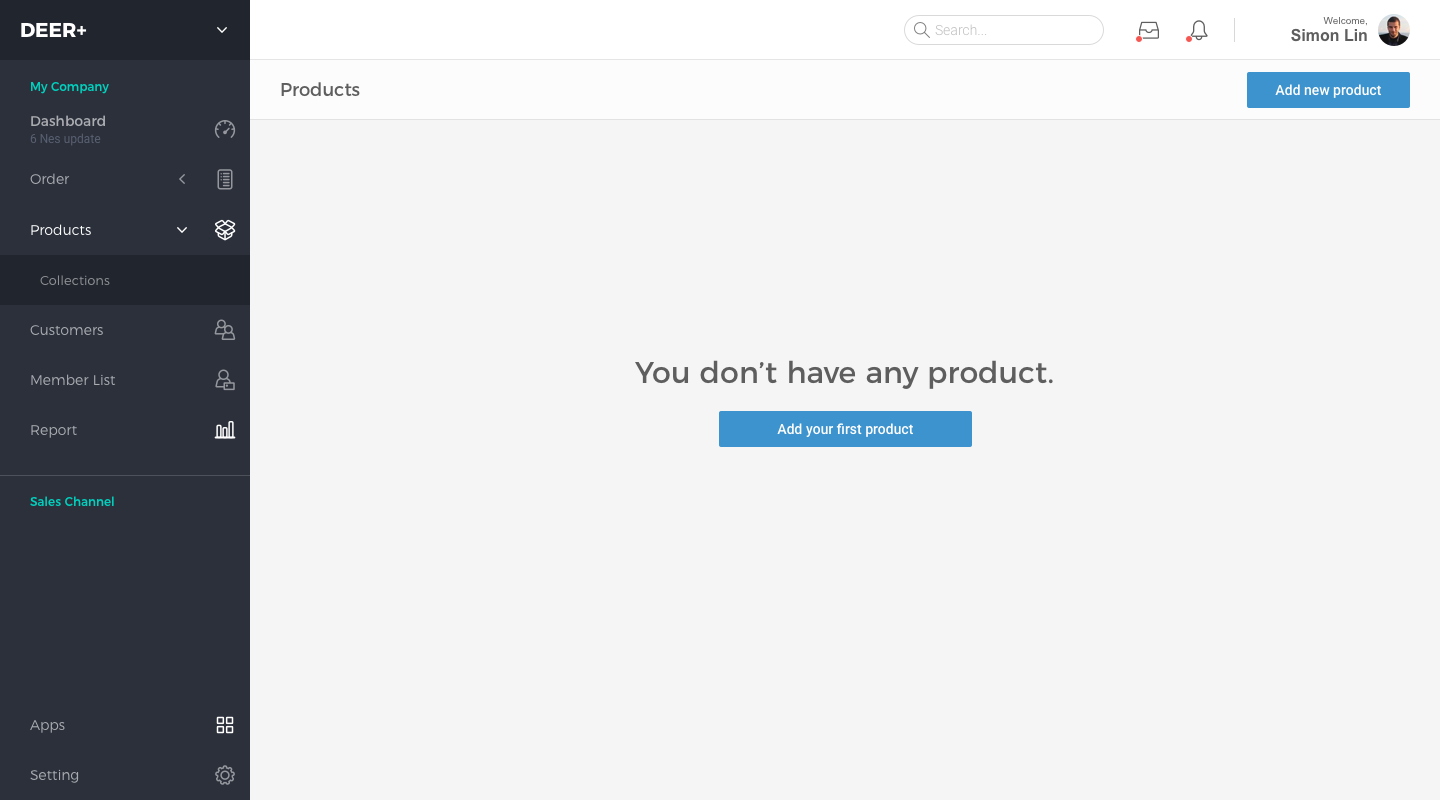 DEER+
Search...
Welcome,
Simon Lin
My Company
Dashboard
6 Nes update
Order
Products
Collections
Customers
Member List
Report
Sales Channel
Apps
Setting
Products
Add new product
You don’t have any product.
Add your first product